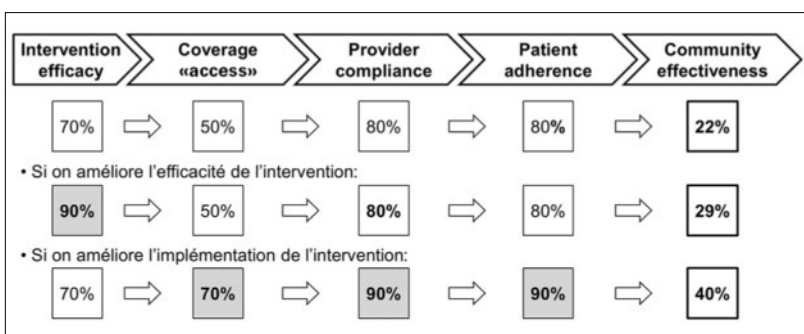 Intervention efficacy Coverage «access» Provider compliance Patient adherence Community effectiveness
70% 50% 80% 80% 22%
• Si on améliore l’efficacité de l’intervention:
90% 50% 80% 80% 29%
• Si on améliore l’implémentation de l’intervention:
70% 70% 90% 90% 40%